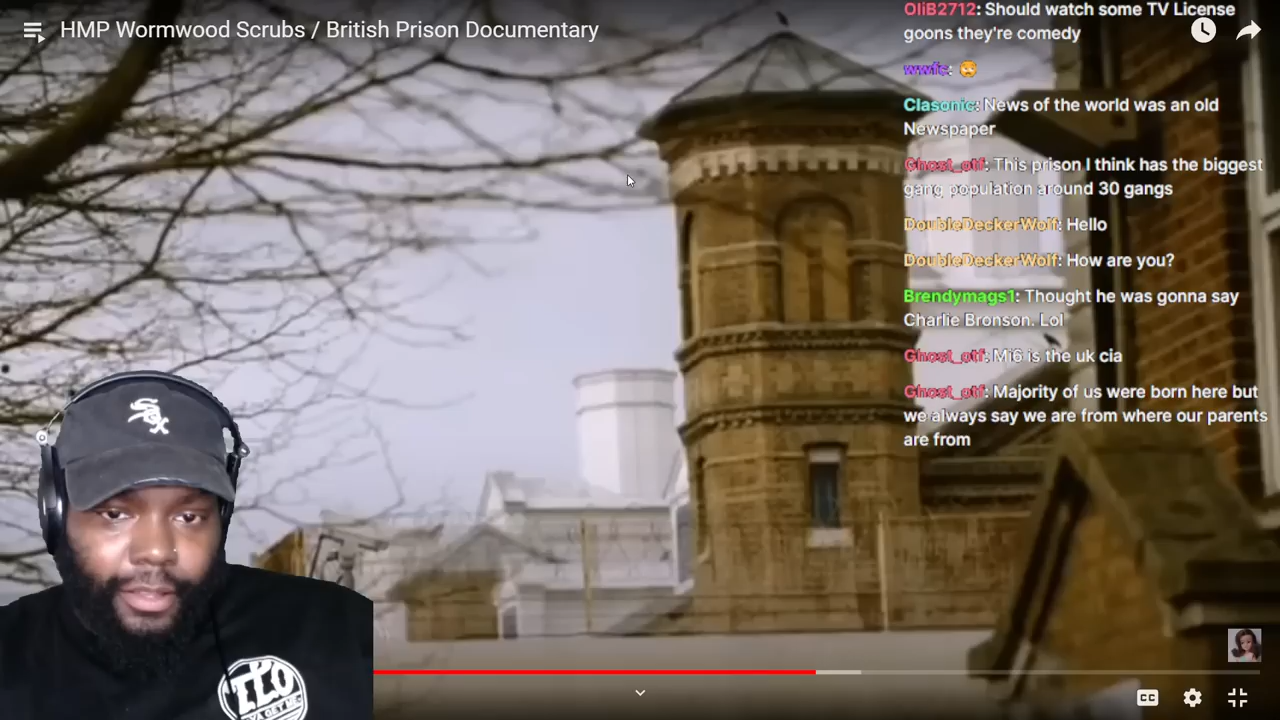 HMP Wormwood Scrubs / British Prison Documentary
OliB2712: Should watch some TV License
goons they're comedy
wwfc: 😤
Clasonic: News of the world was an old
Newspaper
Ghost_otf: This prison I think has the biggest
gang population around 30 gangs
DoubleDeckerWolf: Hello
DoubleDeckerWolf: How are you?
Brendymags1: Thought he was gonna say
Charlie Bronson. Lol
Ghost_otf: Mi6 is the uk cia
Ghost_otf: Majority of us were born here but
we always say we are from where our parents
are from
Sox
TLO
CC